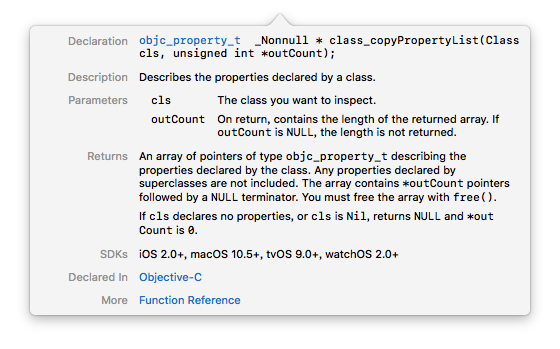 Declaration objc_property_t _Nonnull * class_copyPropertyList(Class
cls, unsigned int *outCount);
Description Describes the properties declared by a class.
Parameters cls The class you want to inspect.
outCount On return, contains the length of the returned array. If
outCount is NULL, the length is not returned.
Returns An array of pointers of type objc_property_t describing the
properties declared by the class. Any properties declared by
superclasses are not included. The array contains *outCount pointers
followed by a NULL terminator. You must free the array with free().
If cls declares no properties, or cls is Nil, returns NULL and *out
Count is 0.
SDKs iOS 2.0+, macOS 10.5+, tvOS 9.0+, watchOS 2.0+
Declared In Objective-C
More Function Reference